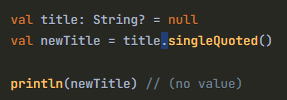 val title: String? = null
val newTitle = title.singleQuoted()
println(newTitle) // (no value)